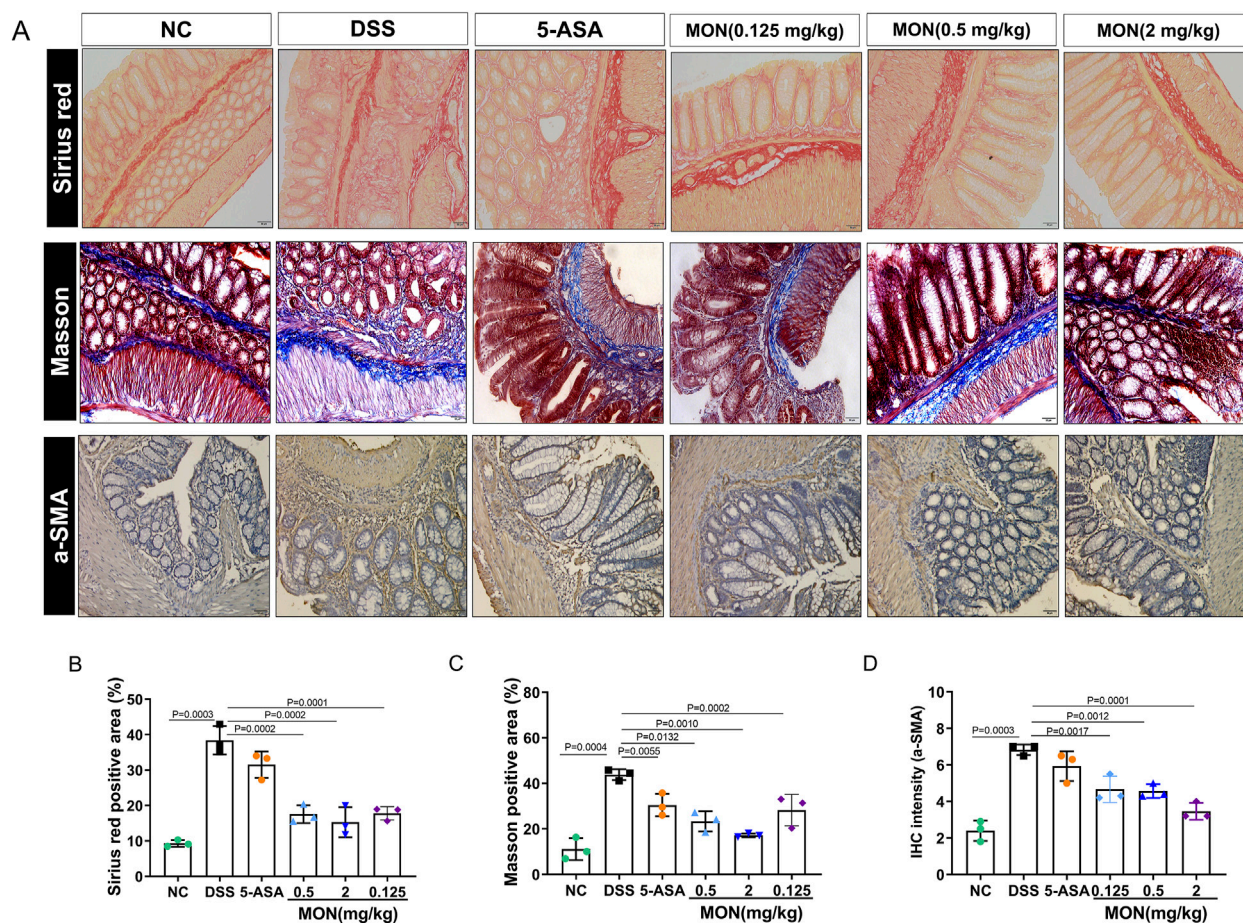 A
NC DSS 5-ASA MON(0.125 mg/kg) MON(0.5 mg/kg) MON(2 mg/kg)
Sirius red
Masson
a-SMA
B
Sirius red positive area (%)
50
40
30
20
10
0
P=0.0001
P=0.0003 P=0.0002
P=0.0002
NC DSS 5-ASA 0.5 2 0.125
MON(mg/kg)
C
Masson positive area (%)
80
60
40
20
0
P=0.0002
P=0.0010
P=0.0132
P=0.0004 P=0.0055
NC DSS 5-ASA 0.5 2 0.125
MON(mg/kg)
D
IHC intensity (a-SMA)
8
6
4
2
0
P=0.0001
P=0.0012
P=0.0003 P=0.0017
NC DSS 5-ASA 0.125 0.5 2
MON(mg/kg)